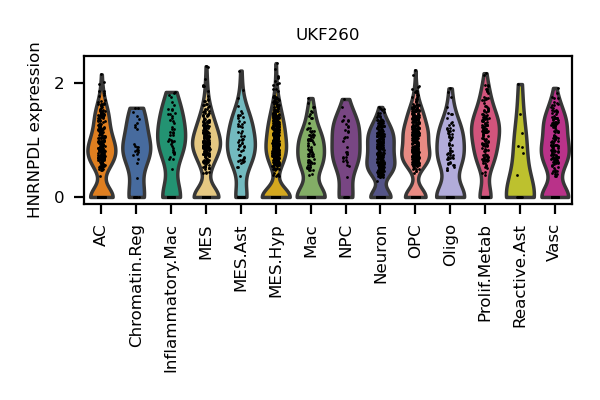 UKF260
HNRNPDL expression
2
0
AC
Chromatin.Reg
Inflammatory.Mac
MES
MES.Ast
MES.Hyp
Mac
NPC
Neuron
OPC
Oligo
Prolif.Metab
Reactive.Ast
Vasc